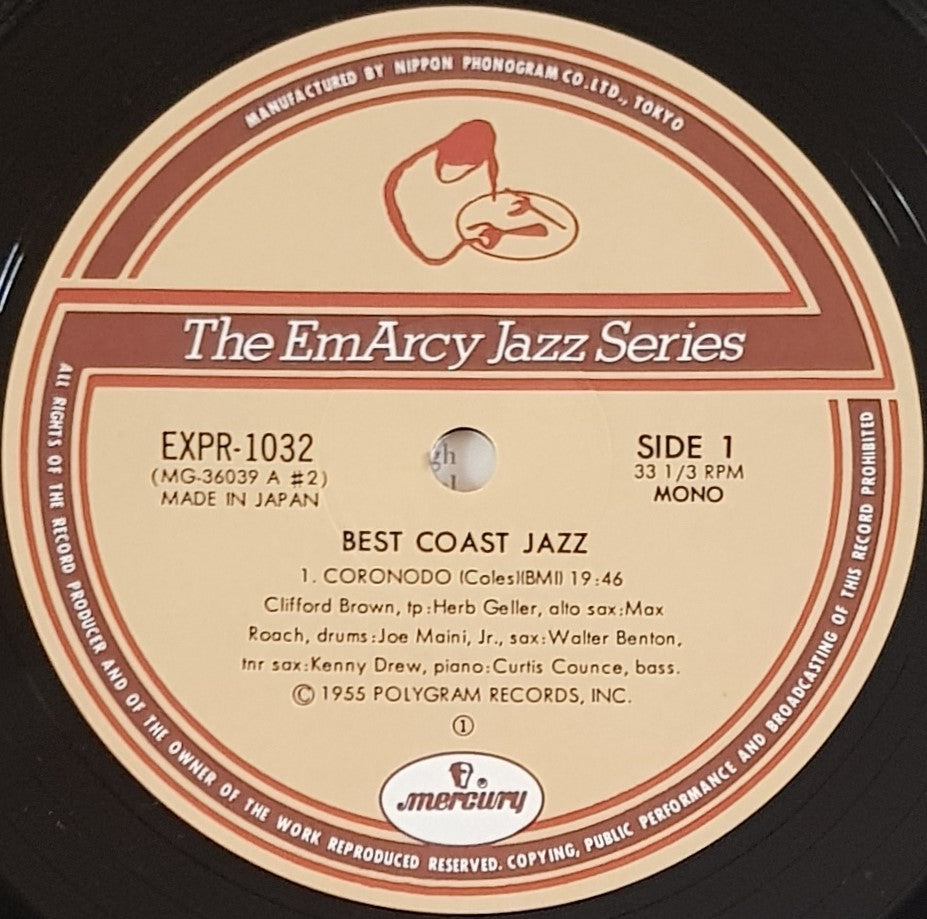 MANUFACTURED BY NIPPON PHONOGRAM CO., LTD., TOKYO
The EmArcy Jazz Series
EXPR-1032
(MG-36039 A #2)
MADE IN JAPAN
SIDE 1
33 1/3 RPM
MONO
BEST COAST JAZZ
1. CORONODO (Coles)(BMI) 19:46
Clifford Brown, tp:Herb Geller, alto sax:Max
Roach, drums:Joe Maini, Jr., sax:Walter Benton,
tnr sax:Kenny Drew, piano:Curtis Counce, bass.
© 1955 POLYGRAM RECORDS, INC.
①
mercury
ALL RIGHTS OF THE RECORD PRODUCER AND OF THE OWNER OF THE WORK REPRODUCED RESERVED. COPYING, PUBLIC PERFORMANCE AND BROADCASTING OF THIS RECORD PROHIBITED